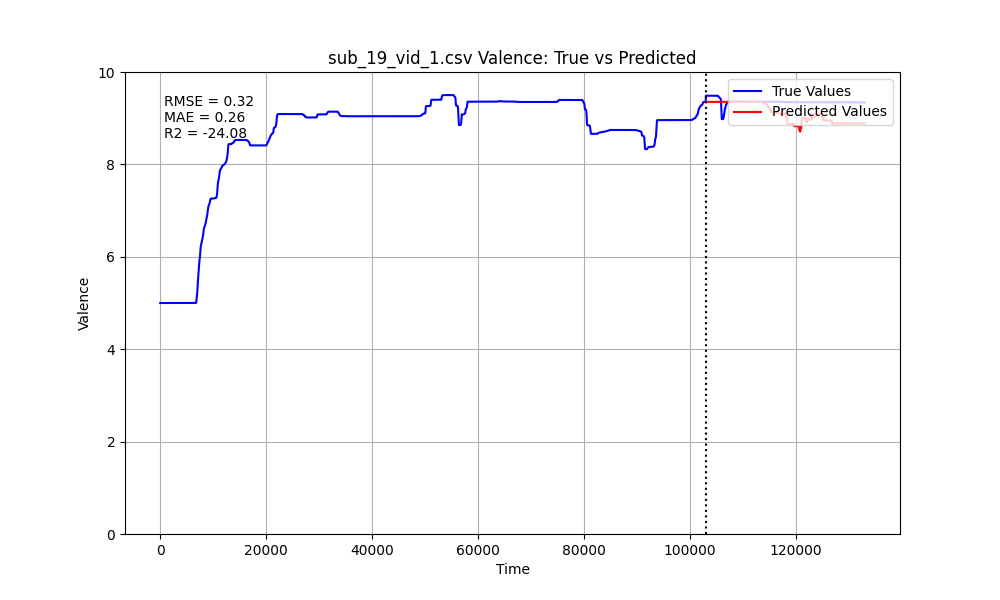 sub_19_vid_1.csv Valence: True vs Predicted
10
8
6
4
2
0
Valence
RMSE = 0.32
MAE = 0.26
R2 = -24.08
True Values
Predicted Values
0 20000 40000 60000 80000 100000 120000
Time